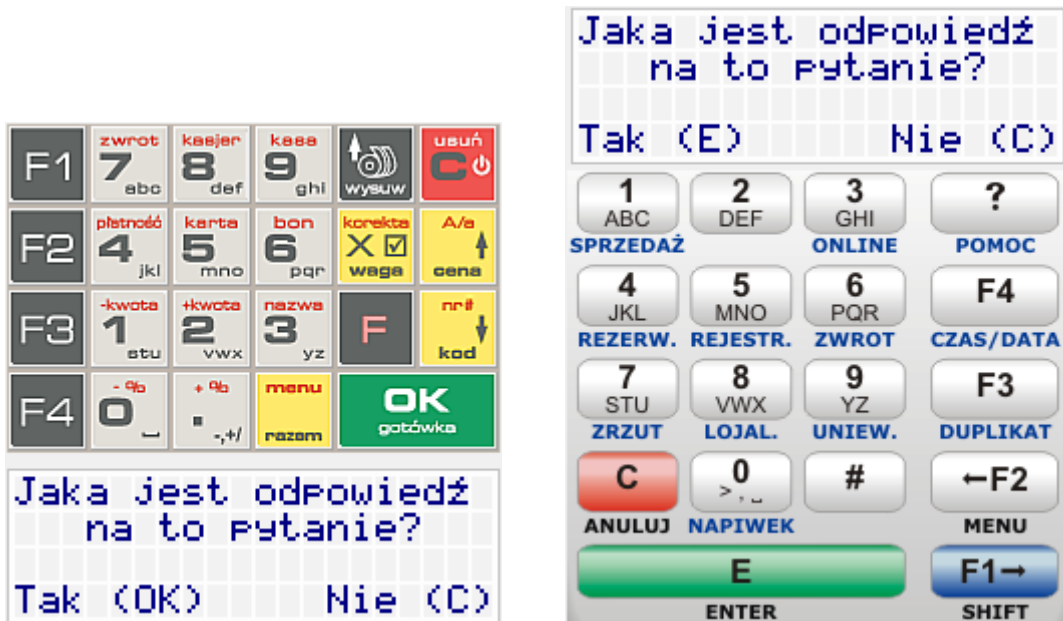 F1 zwrot 7 abc kasjer 8 def kasa 9 ghi wysuw usuń C
F2 płatność 4 jkl karta 5 mno bon 6 pqr korekta X waga A/a cena
F3 -kwota 1 stu +kwota 2 vwx nazwa 3 yz F nr# kod
F4 -% 0 +% . -,+/ menu razem OK gotówka
Jaka jest odpowiedź
na to pytanie?
Tak (OK) Nie (C)
Jaka jest odpowiedź
na to pytanie?
Tak (E) Nie (C)
1 2 3 ?
ABC DEF GHI
SPRZEDAŻ ONLINE POMOC
4 5 6 F4
JKL MNO PQR
REZERW. REJESTR. ZWROT CZAS/DATA
7 8 9 F3
STU VWX YZ
ZRZUT LOJAL. UNIEW. DUPLIKAT
C 0 # ←F2
> , ⎵
ANULUJ NAPIWEK MENU
E F1→
ENTER SHIFT